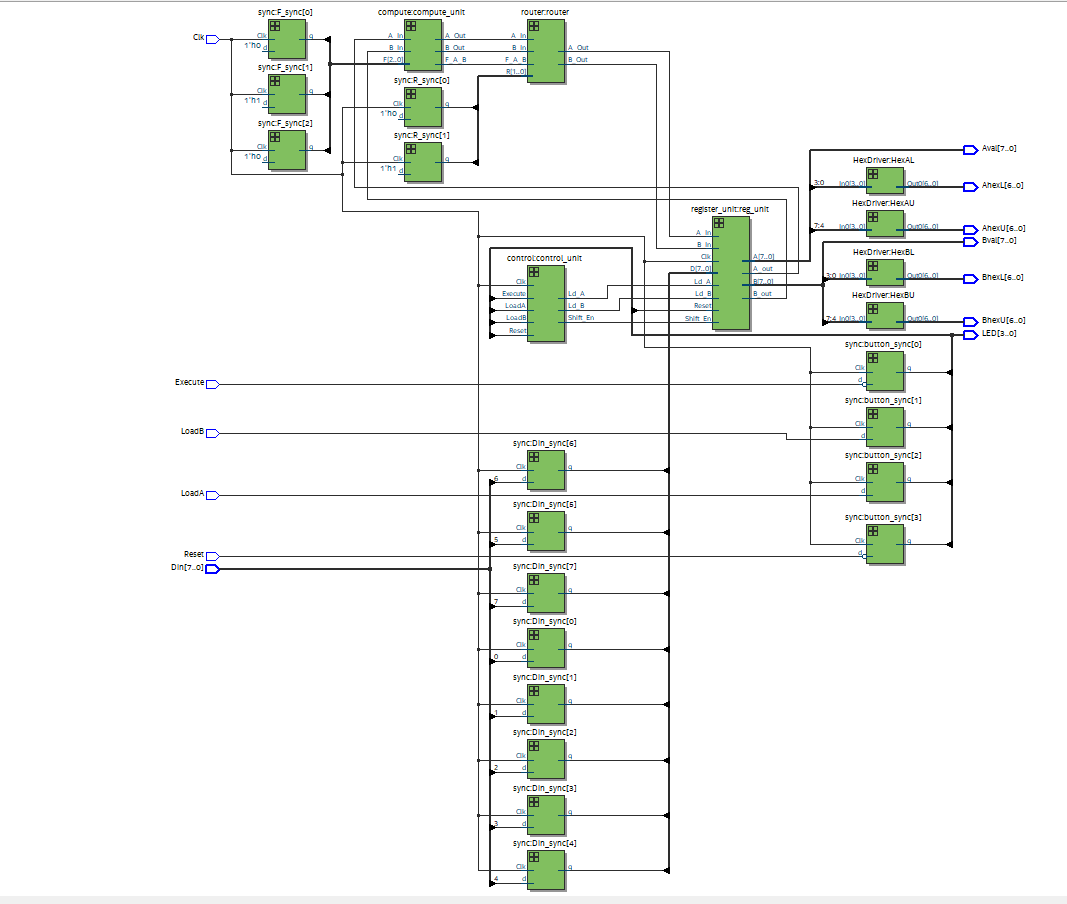 sync:F_sync[0]
Clk
q
1'h0 d
sync:F_sync[1]
Clk
q
1'h1 d
sync:F_sync[2]
Clk
q
1'h0 d
Clk
compute:compute_unit
A_In A_Out
B_In B_Out
F[2..0] F_A_B
sync:R_sync[0]
Clk
q
1'h0 d
sync:R_sync[1]
Clk
q
1'h1 d
router:router
A_In A_Out
B_In B_Out
F_A_B
R[1..0]
register_unit:reg_unit
A_In
B_In
Clk A[7..0]
D[7..0] A_out
Ld_A B[7..0]
Ld_B B_out
Reset
Shift_En
control:control_unit
Clk
Execute Ld_A
LoadA Ld_B
LoadB Shift_En
Reset
Aval[7..0]
HexDriver:HexAL
3:0 In0[3..0] Out0[6..0] AhexL[6..0]
HexDriver:HexAU
7:4 In0[3..0] Out0[6..0] AhexU[6..0]
Bval[7..0]
HexDriver:HexBL
3:0 In0[3..0] Out0[6..0] BhexL[6..0]
HexDriver:HexBU
7:4 In0[3..0] Out0[6..0] BhexU[6..0]
LED[3..0]
sync:button_sync[0]
Clk q
d
sync:button_sync[1]
Clk q
d
sync:button_sync[2]
Clk q
d
sync:button_sync[3]
Clk q
d
Execute
LoadB
LoadA
Reset
Din[7..0]
sync:Din_sync[6]
Clk q
6 d
sync:Din_sync[5]
Clk q
5 d
sync:Din_sync[7]
Clk q
7 d
sync:Din_sync[0]
Clk q
0 d
sync:Din_sync[1]
Clk q
1 d
sync:Din_sync[2]
Clk q
2 d
sync:Din_sync[3]
Clk q
3 d
sync:Din_sync[4]
Clk q
4 d